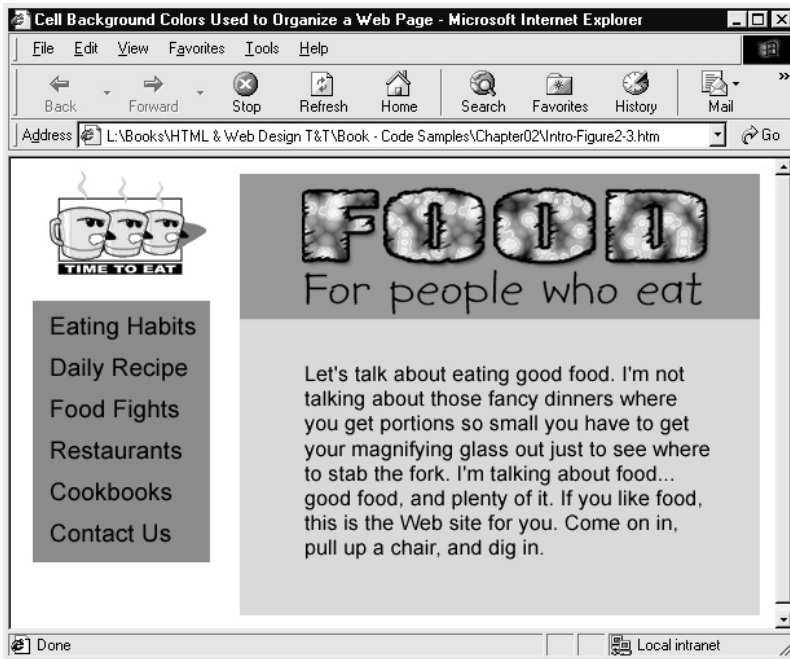 Cell Background Colors Used to Organize a Web Page - Microsoft Internet Explorer
File Edit View Favorites Tools Help
Back Forward Stop Refresh Home Search Favorites History Mail »
Address L:\Books\HTML & Web Design T&T\Book - Code Samples\Chapter02\Intro-Figure2-3.htm Go
TIME TO EAT
FOOD
For people who eat
Eating Habits
Daily Recipe
Food Fights
Restaurants
Cookbooks
Contact Us
Let's talk about eating good food. I'm not
talking about those fancy dinners where
you get portions so small you have to get
your magnifying glass out just to see where
to stab the fork. I'm talking about food...
good food, and plenty of it. If you like food,
this is the Web site for you. Come on in,
pull up a chair, and dig in.
Done Local intranet